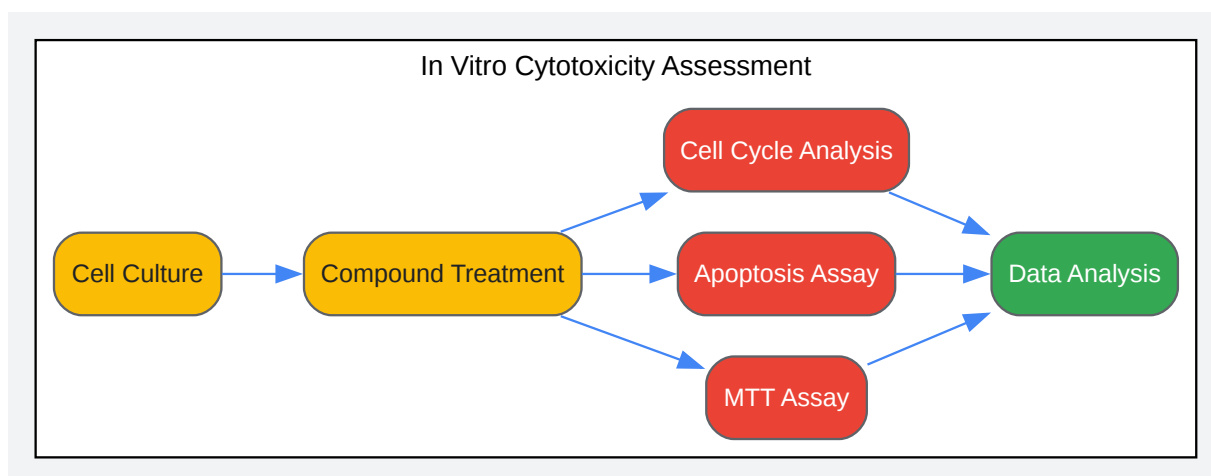 In Vitro Cytotoxicity Assessment
Cell Cycle Analysis
Cell Culture
Compound Treatment
Apoptosis Assay
Data Analysis
MTT Assay